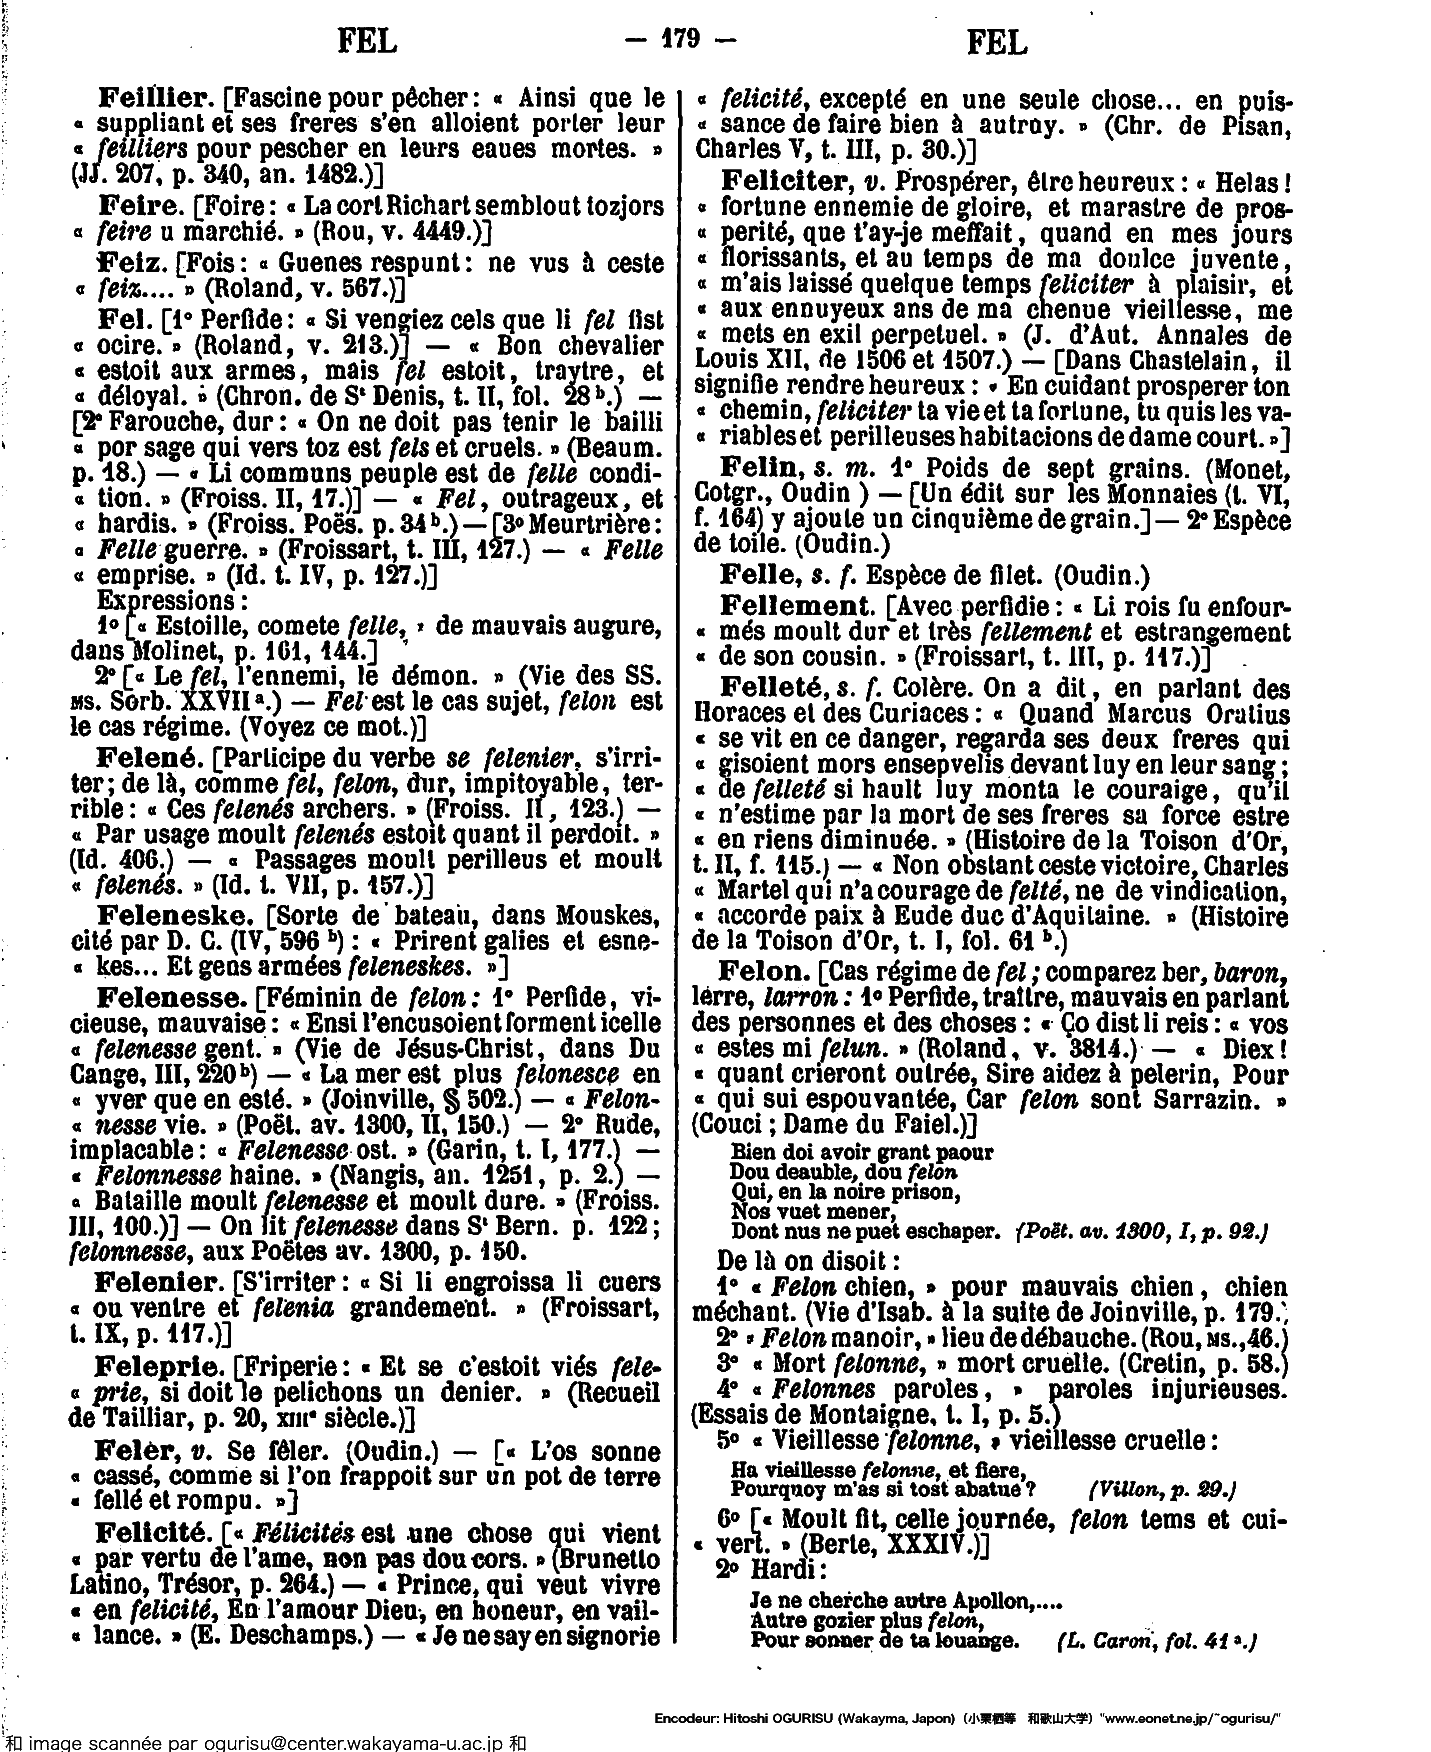 FEL — 179 — FEL
Feillier. [Fascine pour pêcher : « Ainsi que le
« suppliant et ses freres s'en alloient porter leur
« feilliers pour pescher en leurs eaues mortes. »
(JJ. 207, p. 340, an. 1482.)]
Feire. [Foire : « La cort Richart semblout tozjors
« feire u marchié. » (Rou, v. 4449.)]
Feiz. [Fois : « Guenes respunt : ne vus à ceste
« feiz.... » (Roland, v. 567.)]
Fel. [1° Perfide : « Si vengiez cels que li fel fist
« ocire. » (Roland, v. 213.)] — « Bon chevalier
« estoit aux armes, mais fel estoit, traytre, et
« déloyal. » (Chron. de St Denis, t. II, fol. 28 b.) —
[2° Farouche, dur : « On ne doit pas tenir le bailli
« por sage qui vers toz est fels et cruels. » (Beaum.
p. 18.) — « Li communs peuple est de felle condi-
« tion. » (Froiss. II, 17.)] — « Fel, outrageux, et
« hardis. » (Froiss. Poës. p. 34 b.) — [3° Meurtrière :
« Felle guerre. » (Froissart, t. III, 127.) — « Felle
« emprise. » (Id. t. IV, p. 127.)]
Expressions :
1° [« Estoille, comete felle, » de mauvais augure,
dans Molinet, p. 161, 144.]
2° [« Le fel, l'ennemi, le démon. » (Vie des SS.
MS. Sorb. XXVII a.) — Fel est le cas sujet, felon est
le cas régime. (Voyez ce mot.)]
Felené. [Participe du verbe se felenier, s'irri-
ter ; de là, comme fel, felon, dur, impitoyable, ter-
rible : « Ces felenés archers. » (Froiss. II, 123.) —
« Par usage moult felenés estoit quant il perdoit. »
(Id. 406.) — « Passages moult perilleus et moult
« felenés. » (Id. t. VII, p. 157.)]
Feleneske. [Sorte de bateau, dans Mouskes,
cité par D. C. (IV, 596 b) : « Prirent galies et esne-
« kes... Et gens armées feleneskes. »]
Felenesse. [Féminin de felon : 1° Perfide, vi-
cieuse, mauvaise : « Ensi l'encusoient forment icelle
« felenesse gent. » (Vie de Jésus-Christ, dans Du
Cange, III, 220 b) — « La mer est plus felonesce en
« yver que en esté. » (Joinville, § 502.) — « Felon-
« nesse vie. » (Poët. av. 1300, II, 150.) — 2° Rude,
implacable : « Felenesse ost. » (Garin, t. I, 177.) —
« Felonnesse haine. » (Nangis, an. 1251, p. 2.) —
« Bataille moult felenesse et moult dure. » (Froiss.
III, 100.)] — On lit felenesse dans St Bern. p. 122 ;
felonnesse, aux Poëtes av. 1300, p. 150.
Felenier. [S'irriter : « Si li engroissa li cuers
« ou ventre et felenia grandement. » (Froissart,
t. IX, p. 117.)]
Feleprie. [Friperie : « Et se c'estoit viés fele-
« prie, si doit le pelichons un denier. » (Recueil
de Tailliar, p. 20, XIIIe siècle.)]
Feler, v. Se fêler. (Oudin.) — [« L'os sonne
« cassé, comme si l'on frappoit sur un pot de terre
« fellé et rompu. »]
Felicité. [« Félicités est une chose qui vient
« par vertu de l'ame, non pas dou cors. » (Brunetto
Latino, Trésor, p. 264.) — « Prince, qui veut vivre
« en felicité, En l'amour Dieu, en honeur, en vail-
« lance. » (E. Deschamps.) — « Je ne say en signorie
« felicité, excepté en une seule chose... en puis-
« sance de faire bien à autruy. » (Chr. de Pisan,
Charles V, t. III, p. 30.)]
Feliciter, v. Prospérer, être heureux : « Helas !
« fortune ennemie de gloire, et marastre de pros-
« perité, que t'ay-je meffait, quand en mes jours
« florissants, et au temps de ma doulce juvente,
« m'ais laissé quelque temps feliciter à plaisir, et
« aux ennuyeux ans de ma chenue vieillesse, me
« mets en exil perpetuel. » (J. d'Aut. Annales de
Louis XII, de 1506 et 1507.) — [Dans Chastelain, il
signifie rendre heureux : « En cuidant prosperer ton
« chemin, feliciter ta vie et ta fortune, tu quis les va-
« riables et perilleuses habitacions de dame court. »]
Felin, s. m. 1° Poids de sept grains. (Monet,
Cotgr., Oudin ) — [Un édit sur les Monnaies (t. VI,
f. 164) y ajoute un cinquième de grain.] — 2° Espèce
de toile. (Oudin.)
Felle, s. f. Espèce de filet. (Oudin.)
Fellement. [Avec perfidie : « Li rois fu enfour-
« més moult dur et très fellement et estrangement
« de son cousin. » (Froissart, t. III, p. 117.)]
Felleté, s. f. Colère. On a dit, en parlant des
Horaces et des Curiaces : « Quand Marcus Oratius
« se vit en ce danger, regarda ses deux freres qui
« gisoient mors ensepvelis devant luy en leur sang ;
« de felleté si hault luy monta le couraige, qu'il
« n'estime par la mort de ses freres sa force estre
« en riens diminuée. » (Histoire de la Toison d'Or,
t. II, f. 115.) — « Non obstant ceste victoire, Charles
« Martel qui n'a courage de felté, ne de vindication,
« accorde paix à Eude duc d'Aquitaine. » (Histoire
de la Toison d'Or, t. I, fol. 61 b.)
Felon. [Cas régime de fel ; comparez ber, baron,
lerre, larron : 1° Perfide, traître, mauvais en parlant
des personnes et des choses : « Ço dist li reis : « vos
« estes mi felun. » (Roland, v. 3814.) — « Diex !
« quant crieront outrée, Sire aidez à pelerin, Pour
« qui sui espouvantée, Car felon sont Sarrazin. »
(Couci ; Dame du Faiel.)]
Bien doi avoir grant paour
Dou deauble, dou felon
Qui, en la noire prison,
Nos vuet mener,
Dont nus ne puet eschaper. (Poët. av. 1300, I, p. 92.)
De là on disoit :
1° « Felon chien, » pour mauvais chien, chien
méchant. (Vie d'Isab. à la suite de Joinville, p. 179.)
2° « Felon manoir, » lieu de débauche. (Rou, MS., 46.)
3° « Mort felonne, » mort cruelle. (Cretin, p. 58.)
4° « Felonnes paroles, » paroles injurieuses.
(Essais de Montaigne, t. I, p. 5.)
5° « Vieillesse felonne, » vieillesse cruelle :
Ha vieillesse felonne, et fiere,
Pourquoy m'as si tost abatue ? (Villon, p. 29.)
6° [« Moult fit, celle journée, felon tems et cui-
« vert. » (Berte, XXXIV.)]
2° Hardi :
Je ne cherche autre Apollon,....
Autre gozier plus felon,
Pour sonner de ta louange. (L. Caron, fol. 41 a.)
Encodeur: Hitoshi OGURISU (Wakayma, Japon) (小栗栖等 和歌山大学) "www.eonet.ne.jp/~ogurisu/"
和 image scannée par ogurisu@center.wakayama-u.ac.jp 和